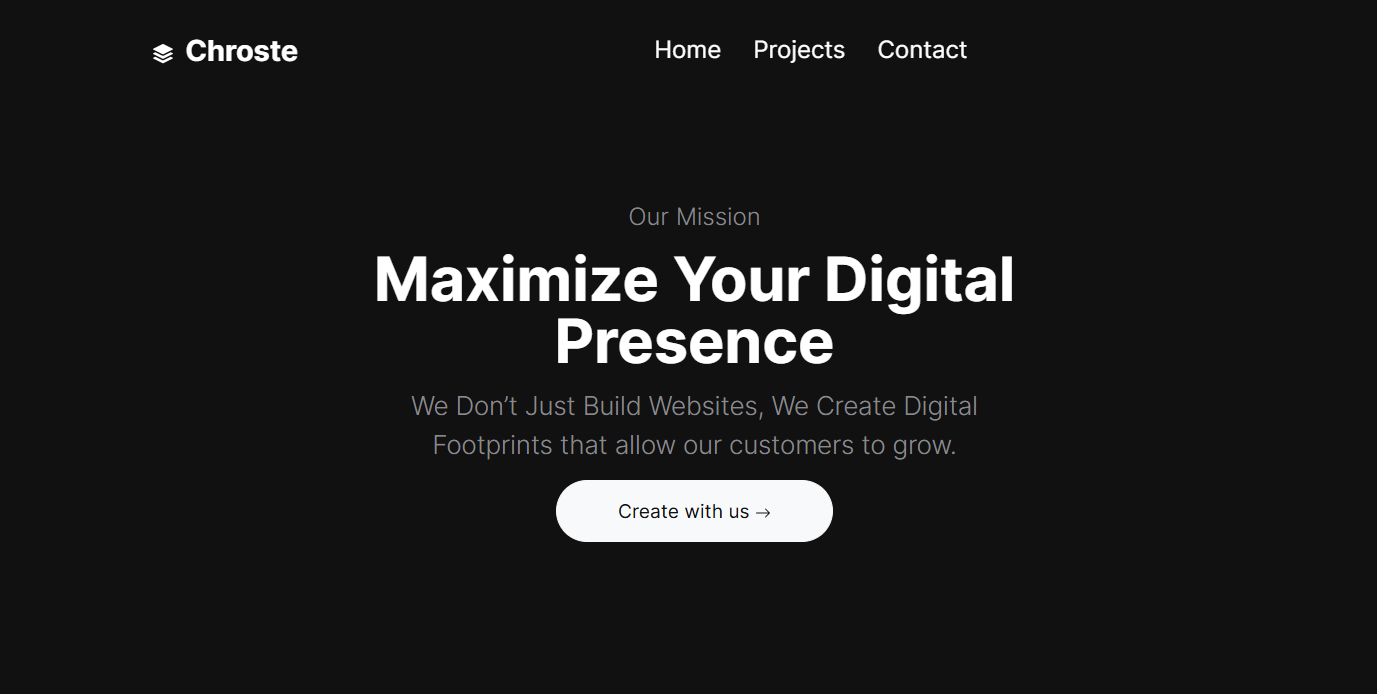 Chroste
Home Projects Contact
Our Mission
Maximize Your Digital
Presence
We Don’t Just Build Websites, We Create Digital
Footprints that allow our customers to grow.
Create with us →